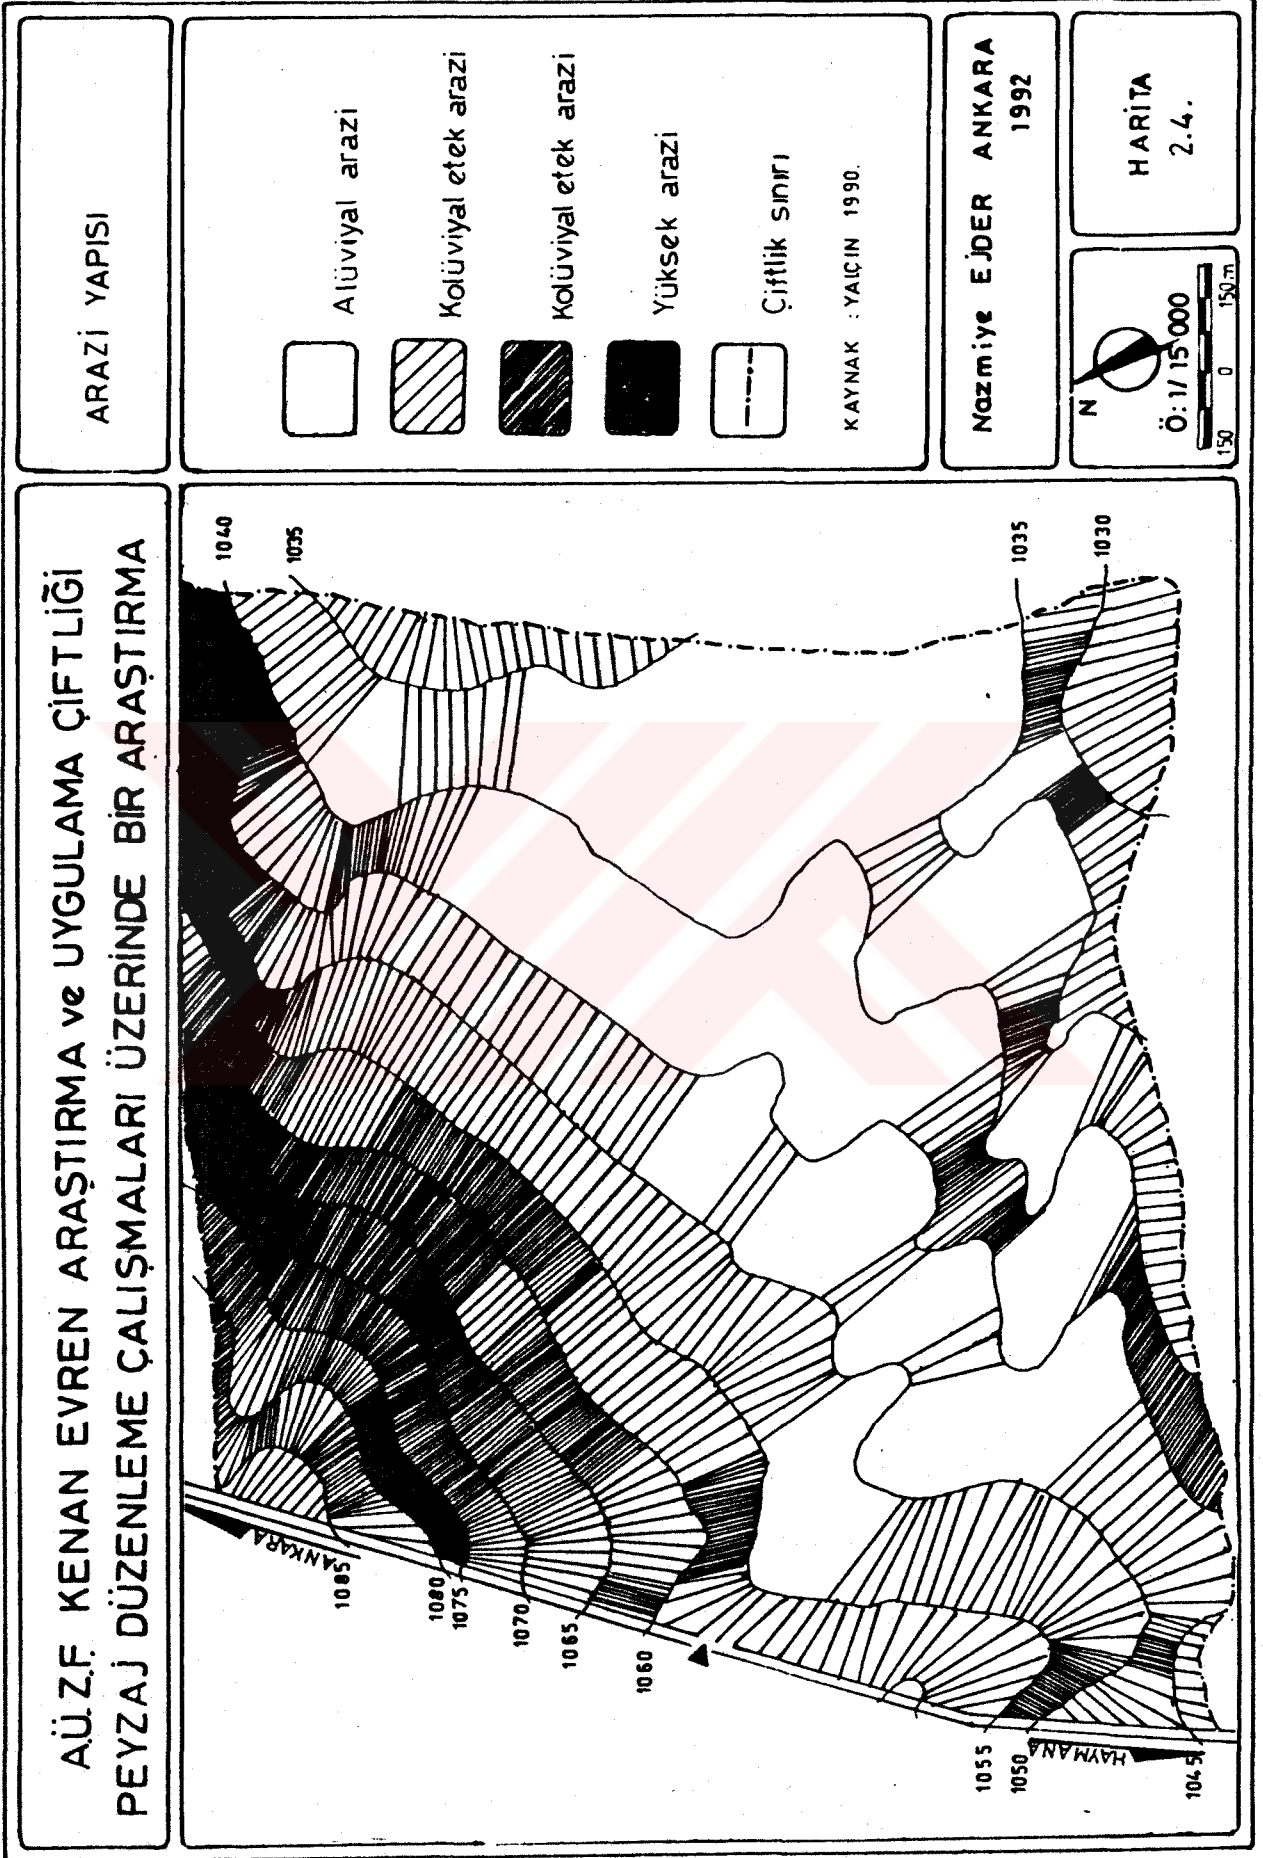 A.Ü.Z.F. KENAN EVREN ARAŞTIRMA ve UYGULAMA ÇİFTLİĞİ
PEYZAJ DÜZENLEME ÇALIŞMALARI ÜZERİNDE BİR ARAŞTIRMA
ARAZİ YAPISI
Alüviyal arazi
Kolüviyal etek arazi
Kolüviyal etek arazi
Yüksek arazi
Çiftlik sınırı
KAYNAK : YALÇIN 1990.
Nazmiye EJDER ANKARA
1992
N
Ö:1/15 000
150 0 150.m
HARİTA
2.4.
1040
1035
1035
1030
ANKARA
1085
1080
1075
1070
1065
1060
1055
1050
HAYMANA
1045